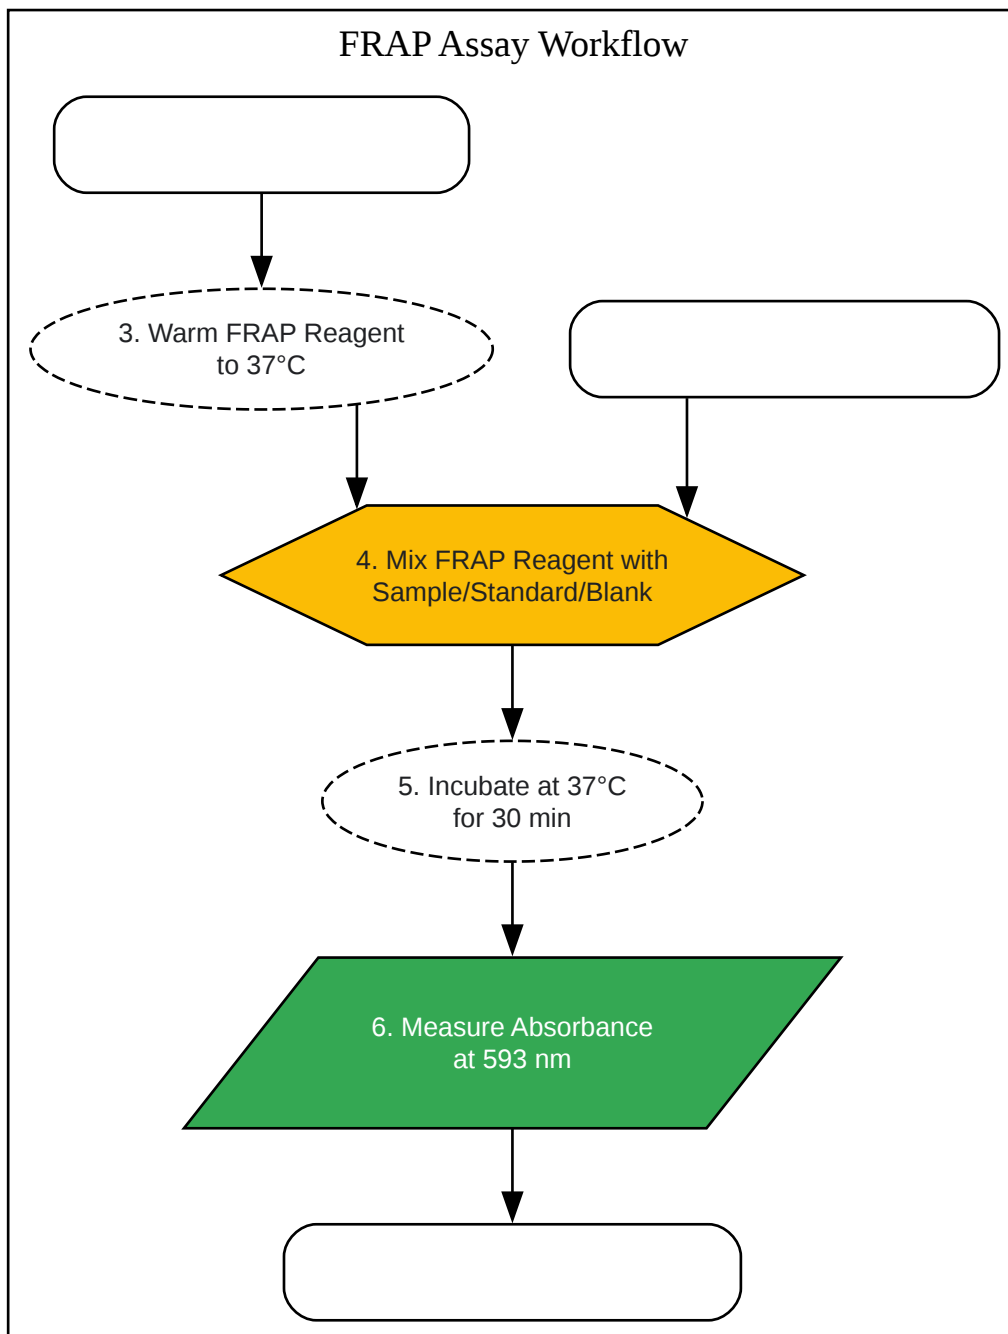 FRAP Assay Workflow
3. Warm FRAP Reagent
to 37°C
4. Mix FRAP Reagent with
Sample/Standard/Blank
5. Incubate at 37°C
for 30 min
6. Measure Absorbance
at 593 nm